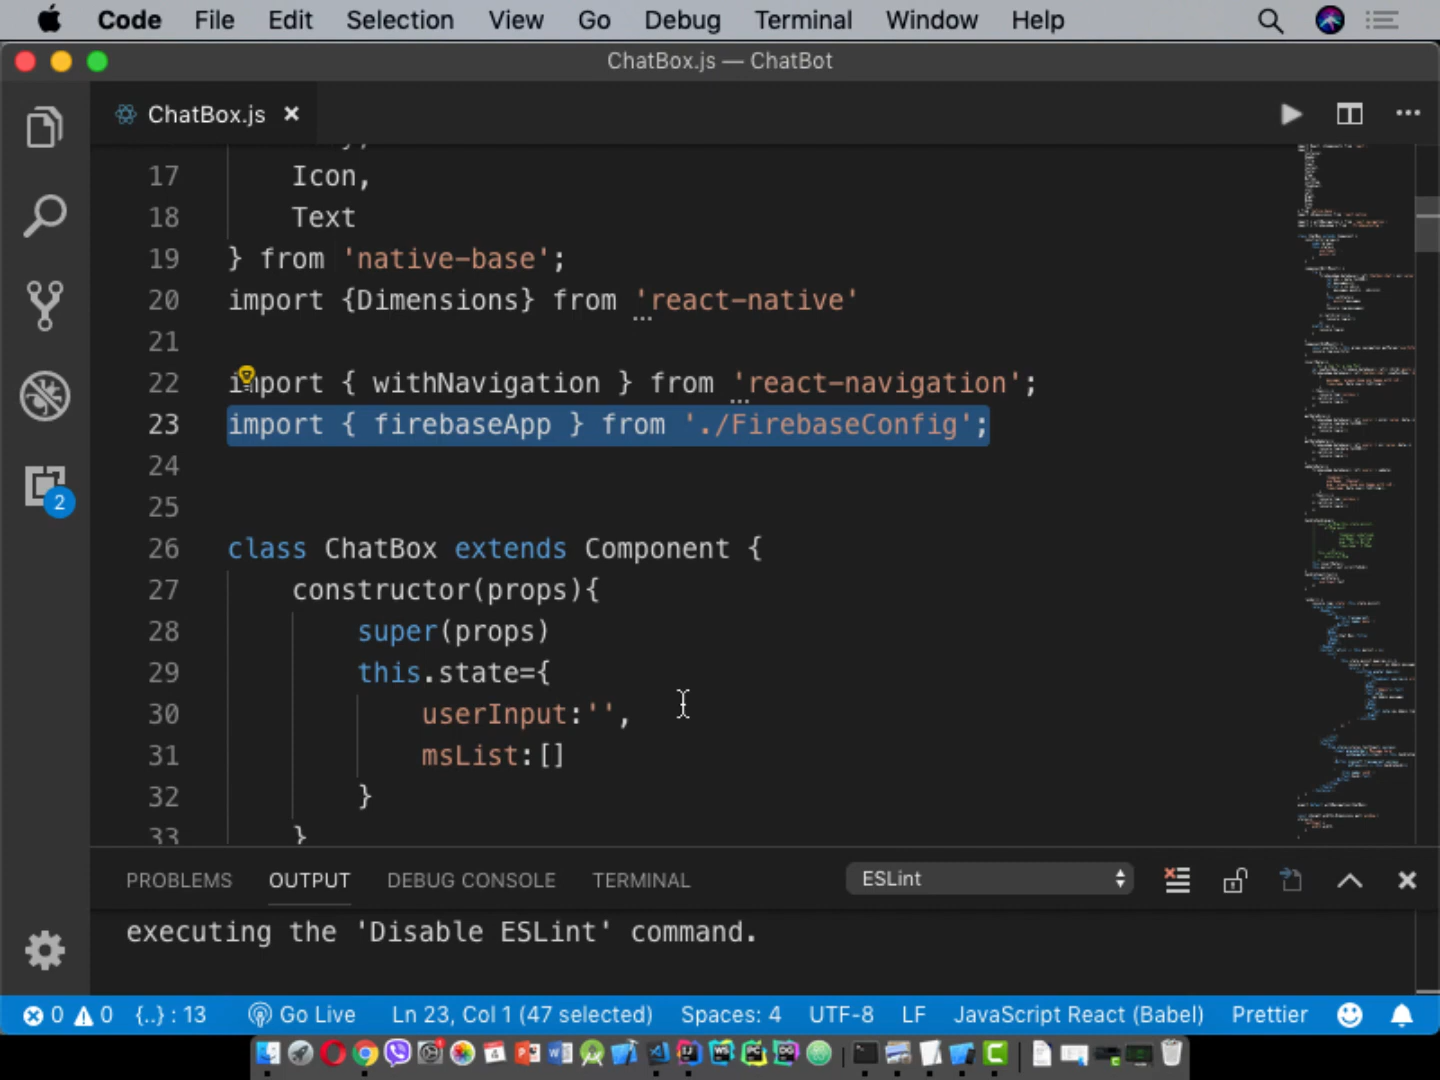 Code File Edit Selection View Go Debug Terminal Window Help
ChatBox.js — ChatBot
ChatBox.js
17 Icon,
18 Text
19 } from 'native-base';
20 import {Dimensions} from 'react-native'
21
22 import { withNavigation } from 'react-navigation';
23 import { firebaseApp } from './FirebaseConfig';
24
25
26 class ChatBox extends Component {
27 constructor(props){
28 super(props)
29 this.state={
30 userInput:'',
31 msList:[]
32 }
33 }
2
PROBLEMS OUTPUT DEBUG CONSOLE TERMINAL ESLint
executing the 'Disable ESLint' command.
0 0 {..} : 13 Go Live Ln 23, Col 1 (47 selected) Spaces: 4 UTF-8 LF JavaScript React (Babel) Prettier